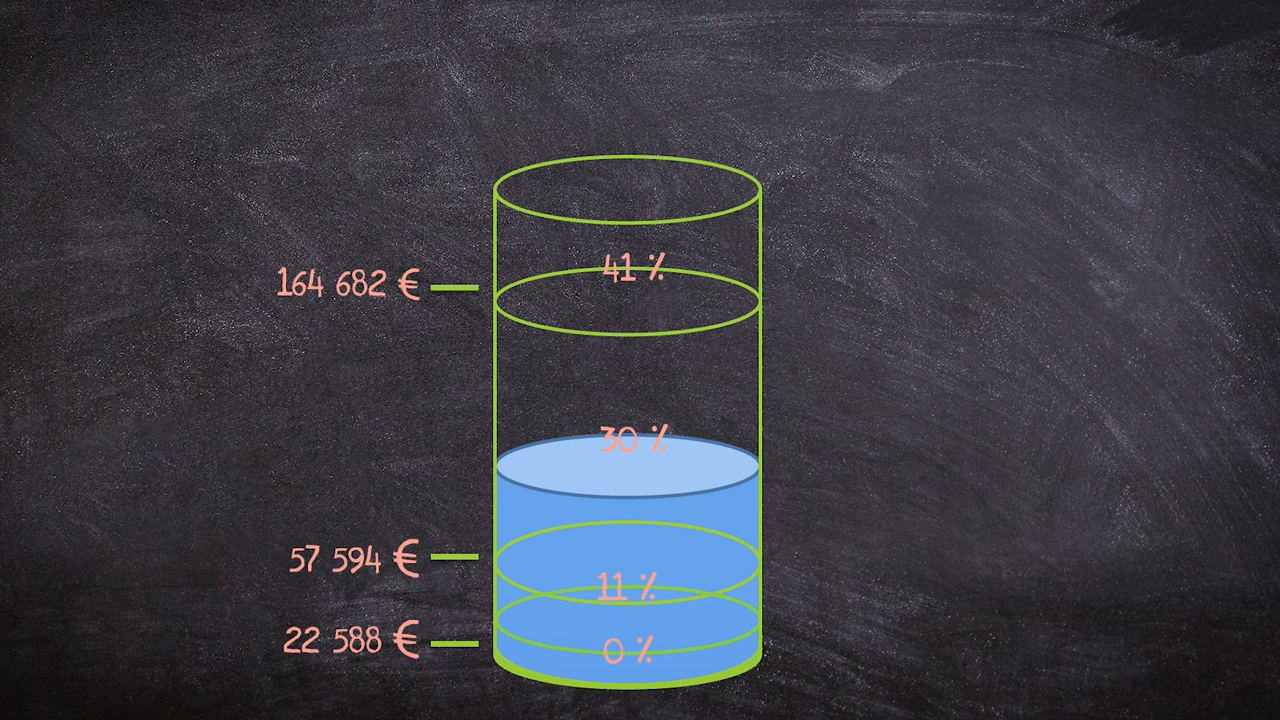 41 %
164 682 €
30 %
57 594 €
11 %
22 588 €
0 %